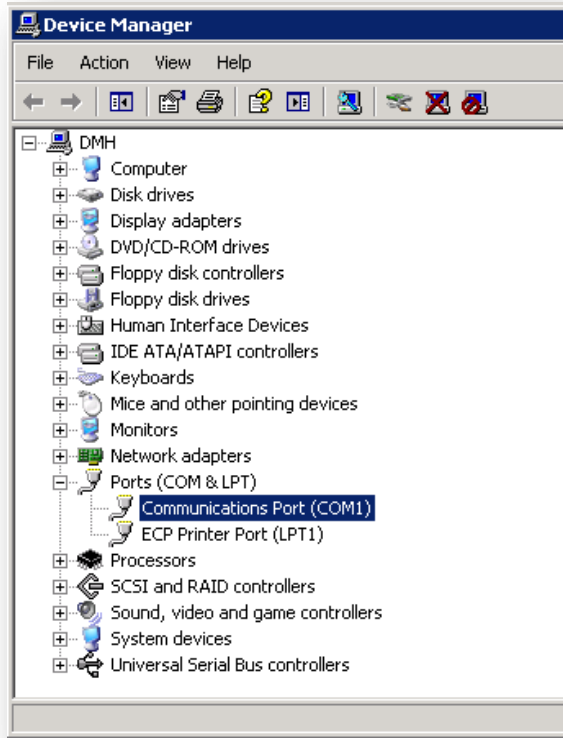 Device Manager
File Action View Help
DMH
Computer
Disk drives
Display adapters
DVD/CD-ROM drives
Floppy disk controllers
Floppy disk drives
Human Interface Devices
IDE ATA/ATAPI controllers
Keyboards
Mice and other pointing devices
Monitors
Network adapters
Ports (COM & LPT)
Communications Port (COM1)
ECP Printer Port (LPT1)
Processors
SCSI and RAID controllers
Sound, video and game controllers
System devices
Universal Serial Bus controllers